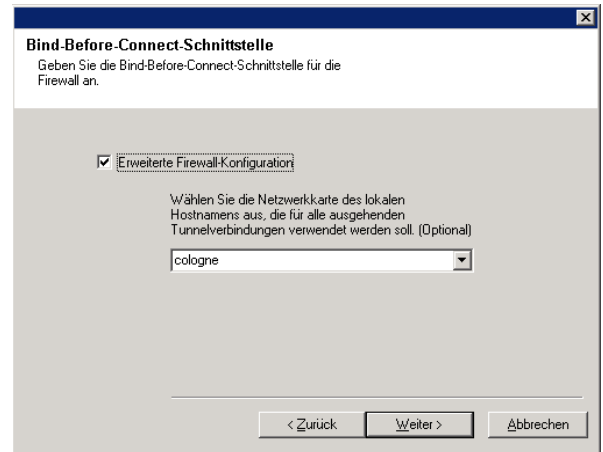 Bind-Before-Connect-Schnittstelle
Geben Sie die Bind-Before-Connect-Schnittstelle für die
Firewall an.
Erweiterte Firewall-Konfiguration
Wählen Sie die Netzwerkkarte des lokalen
Hostnamens aus, die für alle ausgehenden
Tunnelverbindungen verwendet werden soll. (Optional)
cologne
< Zurück
Weiter >
Abbrechen